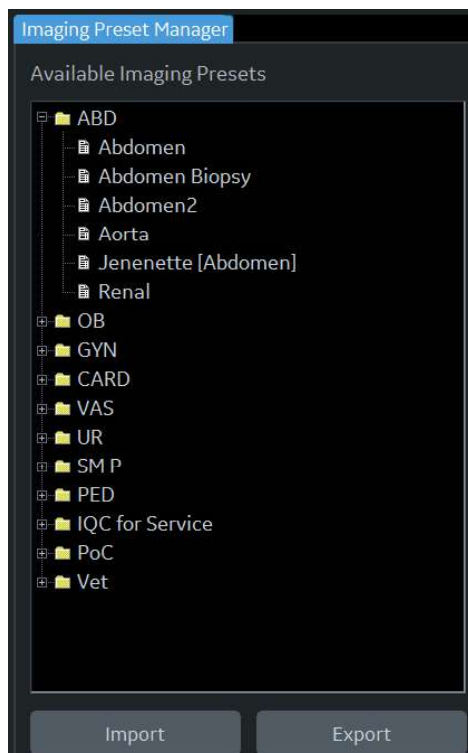 Imaging Preset Manager
Available Imaging Presets
ABD
Abdomen
Abdomen Biopsy
Abdomen2
Aorta
Jenenette [Abdomen]
Renal
OB
GYN
CARD
VAS
UR
SM P
PED
IQC for Service
PoC
Vet
Import Export